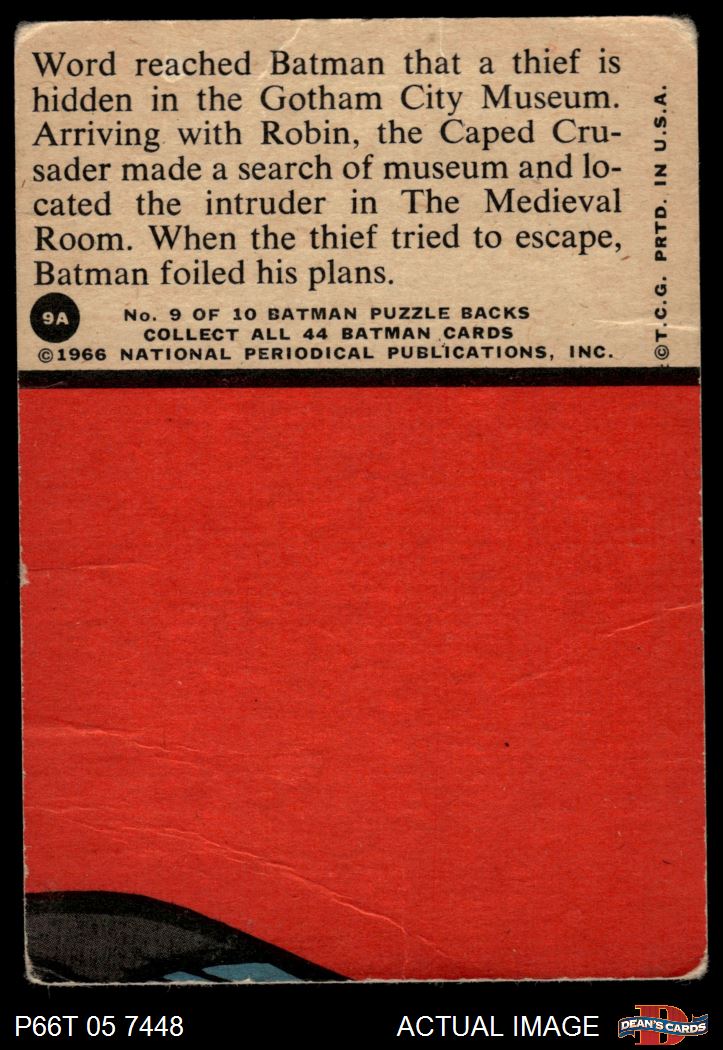 Word reached Batman that a thief is
hidden in the Gotham City Museum.
Arriving with Robin, the Caped Cru-
sader made a search of museum and lo-
cated the intruder in The Medieval
Room. When the thief tried to escape,
Batman foiled his plans.
9A
No. 9 OF 10 BATMAN PUZZLE BACKS
COLLECT ALL 44 BATMAN CARDS
©1966 NATIONAL PERIODICAL PUBLICATIONS, INC.
©T.C.G. PRTD. IN U.S.A.
P66T 05 7448
ACTUAL IMAGE
D
DEAN'S CARDS